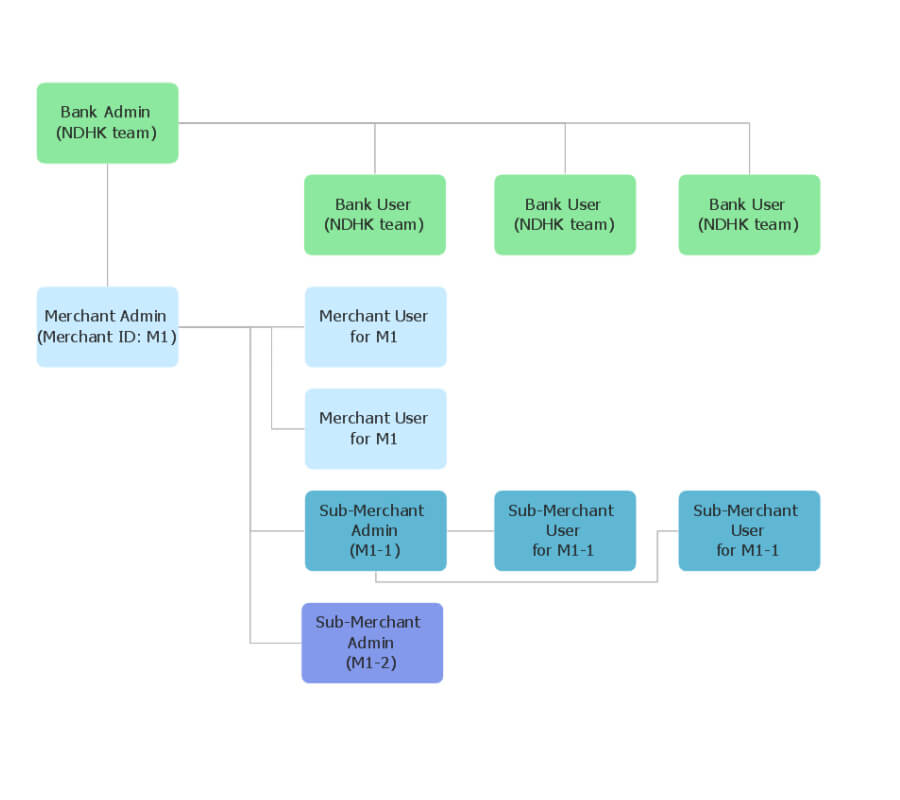 Bank Admin
(NDHK team)
Bank User
(NDHK team)
Bank User
(NDHK team)
Bank User
(NDHK team)
Merchant Admin
(Merchant ID: M1)
Merchant User
for M1
Merchant User
for M1
Sub-Merchant
Admin
(M1-1)
Sub-Merchant
User
for M1-1
Sub-Merchant
User
for M1-1
Sub-Merchant
Admin
(M1-2)